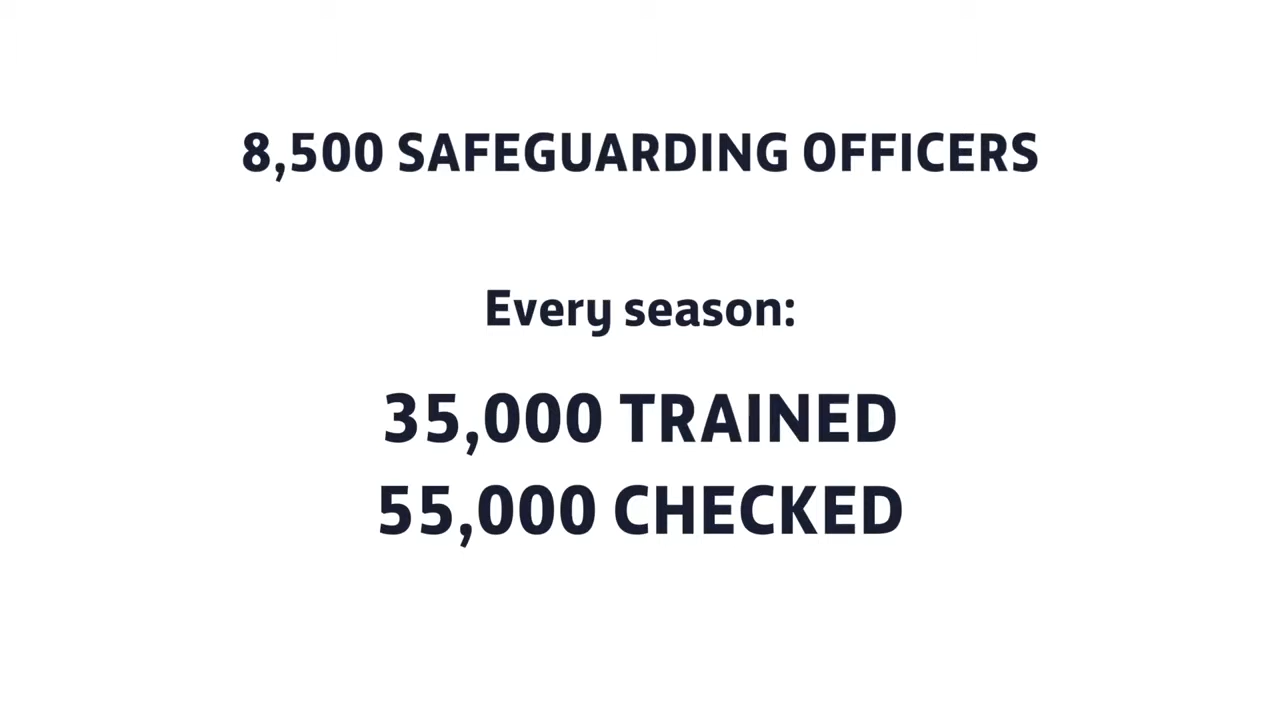 8,500 SAFEGUARDING OFFICERS
Every season:
35,000 TRAINED
55,000 CHECKED